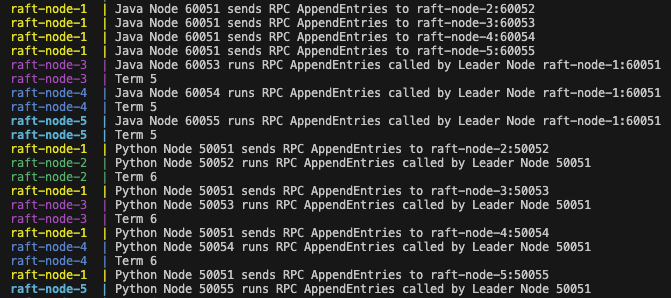 raft-node-1 | Java Node 60051 sends RPC AppendEntries to raft-node-2:60052
raft-node-1 | Java Node 60051 sends RPC AppendEntries to raft-node-3:60053
raft-node-1 | Java Node 60051 sends RPC AppendEntries to raft-node-4:60054
raft-node-1 | Java Node 60051 sends RPC AppendEntries to raft-node-5:60055
raft-node-3 | Java Node 60053 runs RPC AppendEntries called by Leader Node raft-node-1:60051
raft-node-3 | Term 5
raft-node-4 | Java Node 60054 runs RPC AppendEntries called by Leader Node raft-node-1:60051
raft-node-4 | Term 5
raft-node-5 | Java Node 60055 runs RPC AppendEntries called by Leader Node raft-node-1:60051
raft-node-5 | Term 5
raft-node-1 | Python Node 50051 sends RPC AppendEntries to raft-node-2:50052
raft-node-2 | Python Node 50052 runs RPC AppendEntries called by Leader Node 50051
raft-node-2 | Term 6
raft-node-1 | Python Node 50051 sends RPC AppendEntries to raft-node-3:50053
raft-node-3 | Python Node 50053 runs RPC AppendEntries called by Leader Node 50051
raft-node-3 | Term 6
raft-node-1 | Python Node 50051 sends RPC AppendEntries to raft-node-4:50054
raft-node-4 | Python Node 50054 runs RPC AppendEntries called by Leader Node 50051
raft-node-4 | Term 6
raft-node-1 | Python Node 50051 sends RPC AppendEntries to raft-node-5:50055
raft-node-5 | Python Node 50055 runs RPC AppendEntries called by Leader Node 50051